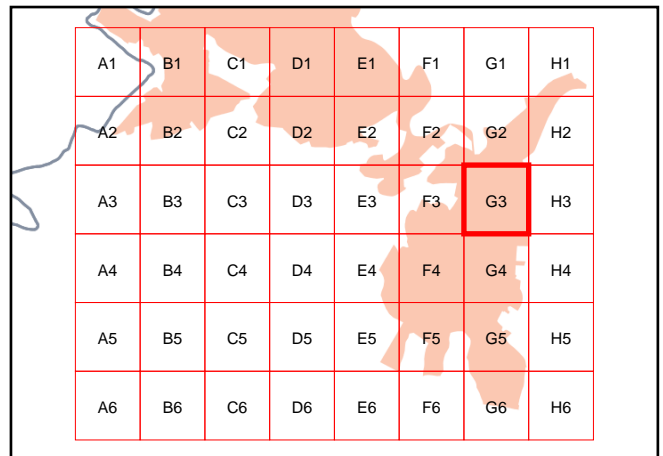 A1 B1 C1 D1 E1 F1 G1 H1
A2 B2 C2 D2 E2 F2 G2 H2
A3 B3 C3 D3 E3 F3 G3 H3
A4 B4 C4 D4 E4 F4 G4 H4
A5 B5 C5 D5 E5 F5 G5 H5
A6 B6 C6 D6 E6 F6 G6 H6